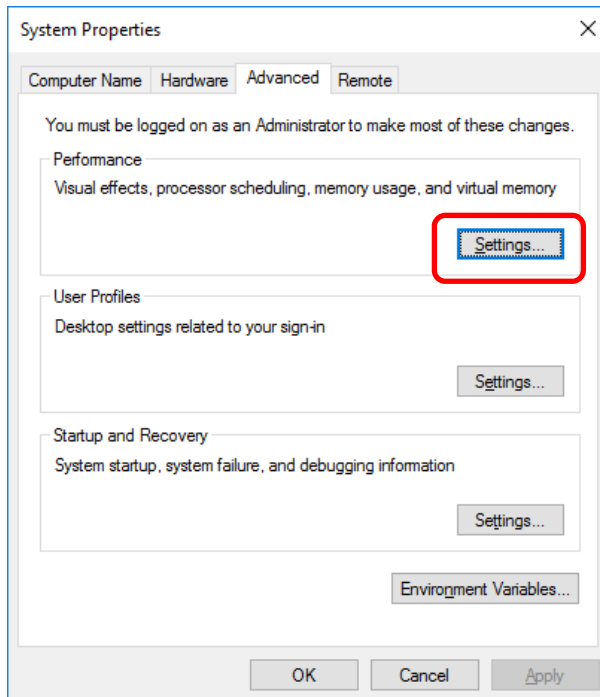 System Properties
Computer Name Hardware Advanced Remote
You must be logged on as an Administrator to make most of these changes.
Performance
Visual effects, processor scheduling, memory usage, and virtual memory
Settings...
User Profiles
Desktop settings related to your sign-in
Settings...
Startup and Recovery
System startup, system failure, and debugging information
Settings...
Environment Variables...
OK Cancel Apply